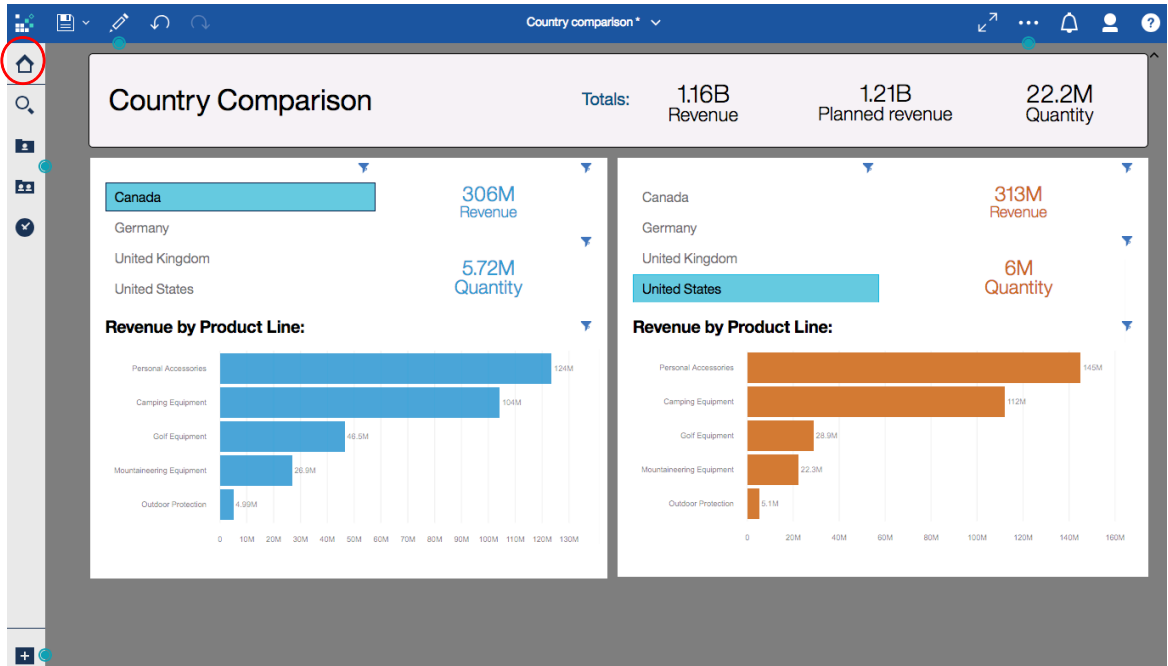 Country comparison *
?
Country Comparison
Totals:
1.16B
Revenue
1.21B
Planned revenue
22.2M
Quantity
Canada
Germany
United Kingdom
United States
306M
Revenue
5.72M
Quantity
Revenue by Product Line:
Personal Accessories
124M
Camping Equipment
104M
Golf Equipment
46.5M
Mountaineering Equipment
26.9M
Outdoor Protection
4.99M
0 10M 20M 30M 40M 50M 60M 70M 80M 90M 100M 110M 120M 130M
Canada
Germany
United Kingdom
United States
313M
Revenue
6M
Quantity
Revenue by Product Line:
Personal Accessories
145M
Camping Equipment
112M
Golf Equipment
28.9M
Mountaineering Equipment
22.3M
Outdoor Protection
5.1M
0 20M 40M 60M 80M 100M 120M 140M 160M